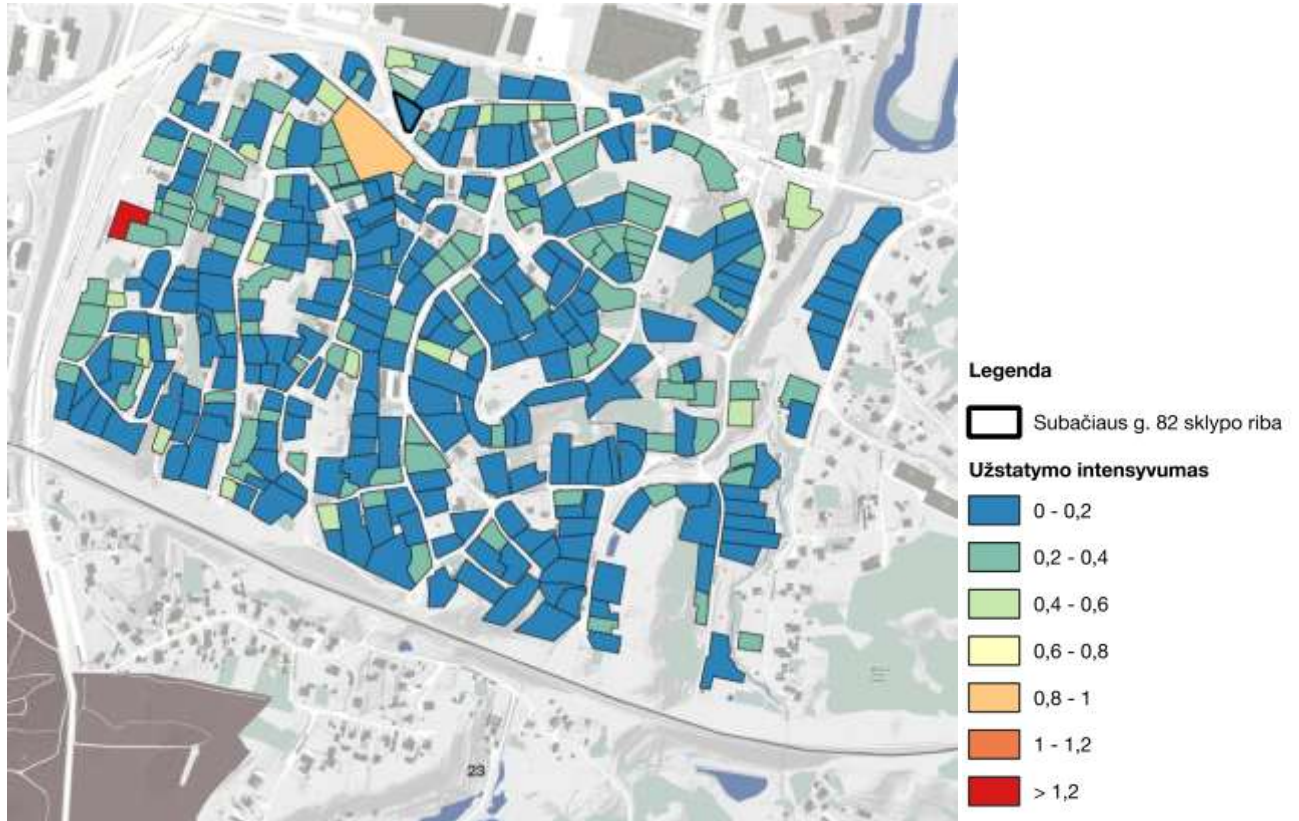 Legenda
Subačiaus g. 82 sklypo riba
Užstatymo intensyvumas
0 - 0,2
0,2 - 0,4
0,4 - 0,6
0,6 - 0,8
0,8 - 1
1 - 1,2
> 1,2
23